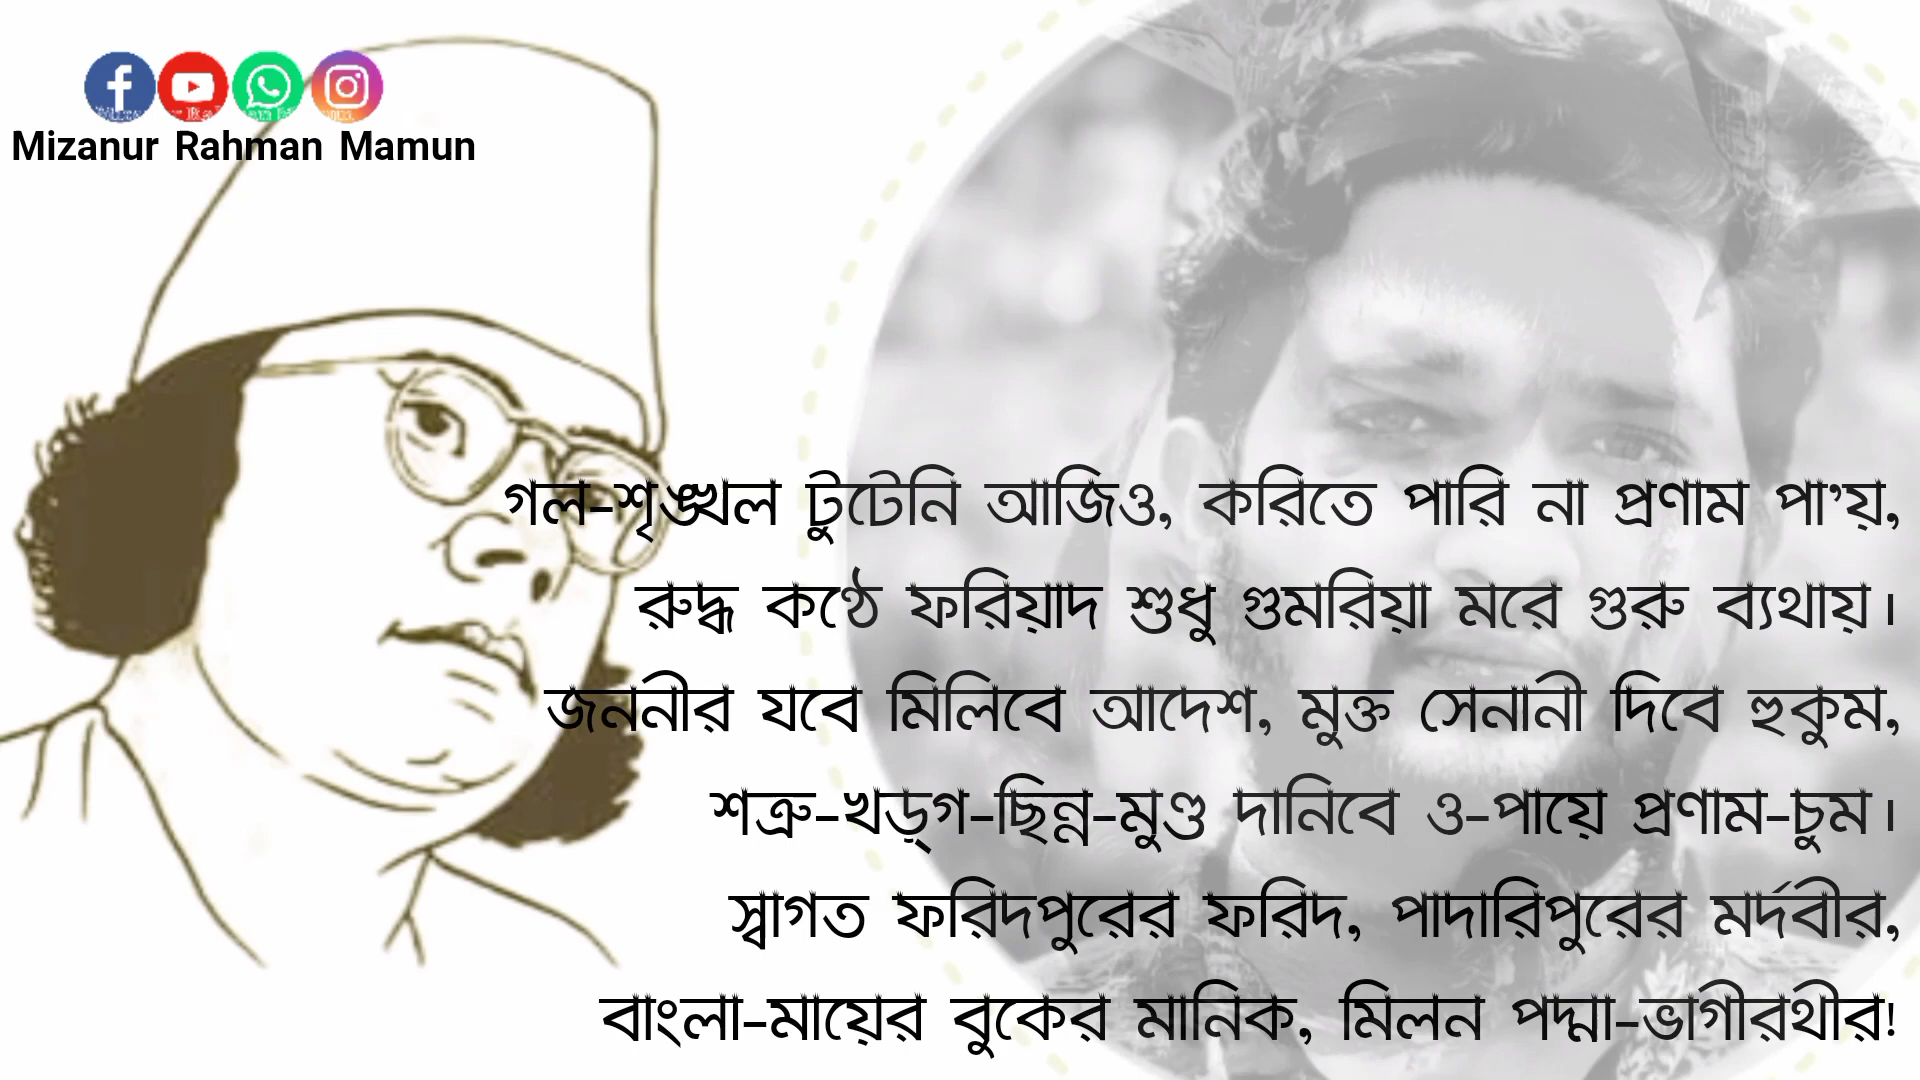 Mizanur Rahman Mamun
গল-শৃঙ্খল টুটেনি আজিও, করিতে পারি না প্রণাম পা’য়,
রুদ্ধ কণ্ঠে ফরিয়াদ শুধু গুমরিয়া মরে গুরু ব্যথায়।
জননীর যবে মিলিবে আদেশ, মুক্ত সেনানী দিবে হুকুম,
শত্রু-খড়্গ-ছিন্ন-মুণ্ড দানিবে ও-পায়ে প্রণাম-চুম।
স্বাগত ফরিদপুরের ফরিদ, পাদারিপুরের মর্দবীর,
বাংলা-মায়ের বুকের মানিক, মিলন পদ্মা-ভাগীরথীর!